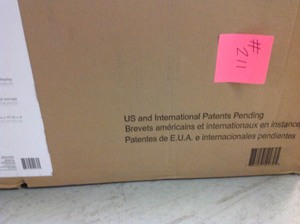 #211
US and International Patents Pending
Brevets américains et internationaux en instance
Patentes de E.U.A. e internacionales pendientes